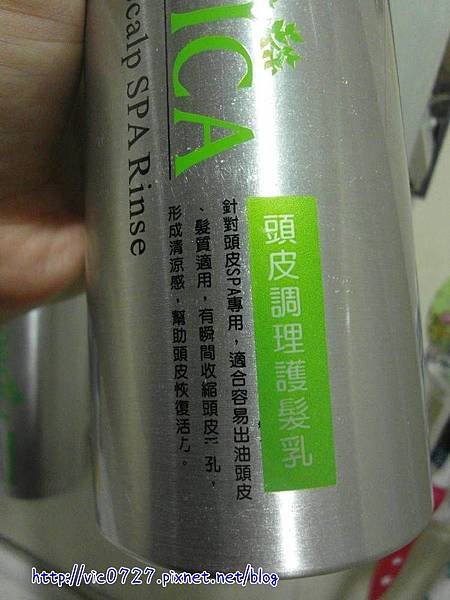 ICA
Scalp SPA Rinse
頭皮調理護髮乳
針對頭皮SPA專用，適合容易出油頭皮
、髮質適用，有瞬間收縮頭皮 孔，
形成清涼感，幫助頭皮恢復活力。
http://vic0727.pixnet.net/blog